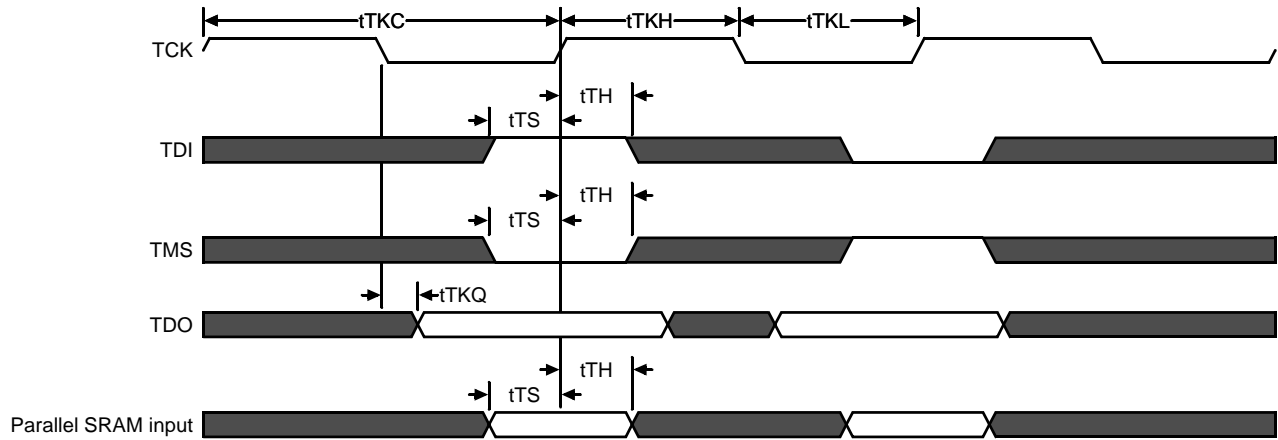 tTKC tTKH tTKL
TCK
tTH
tTS
TDI
tTH
tTS
TMS
tTKQ
TDO
tTH
tTS
Parallel SRAM input